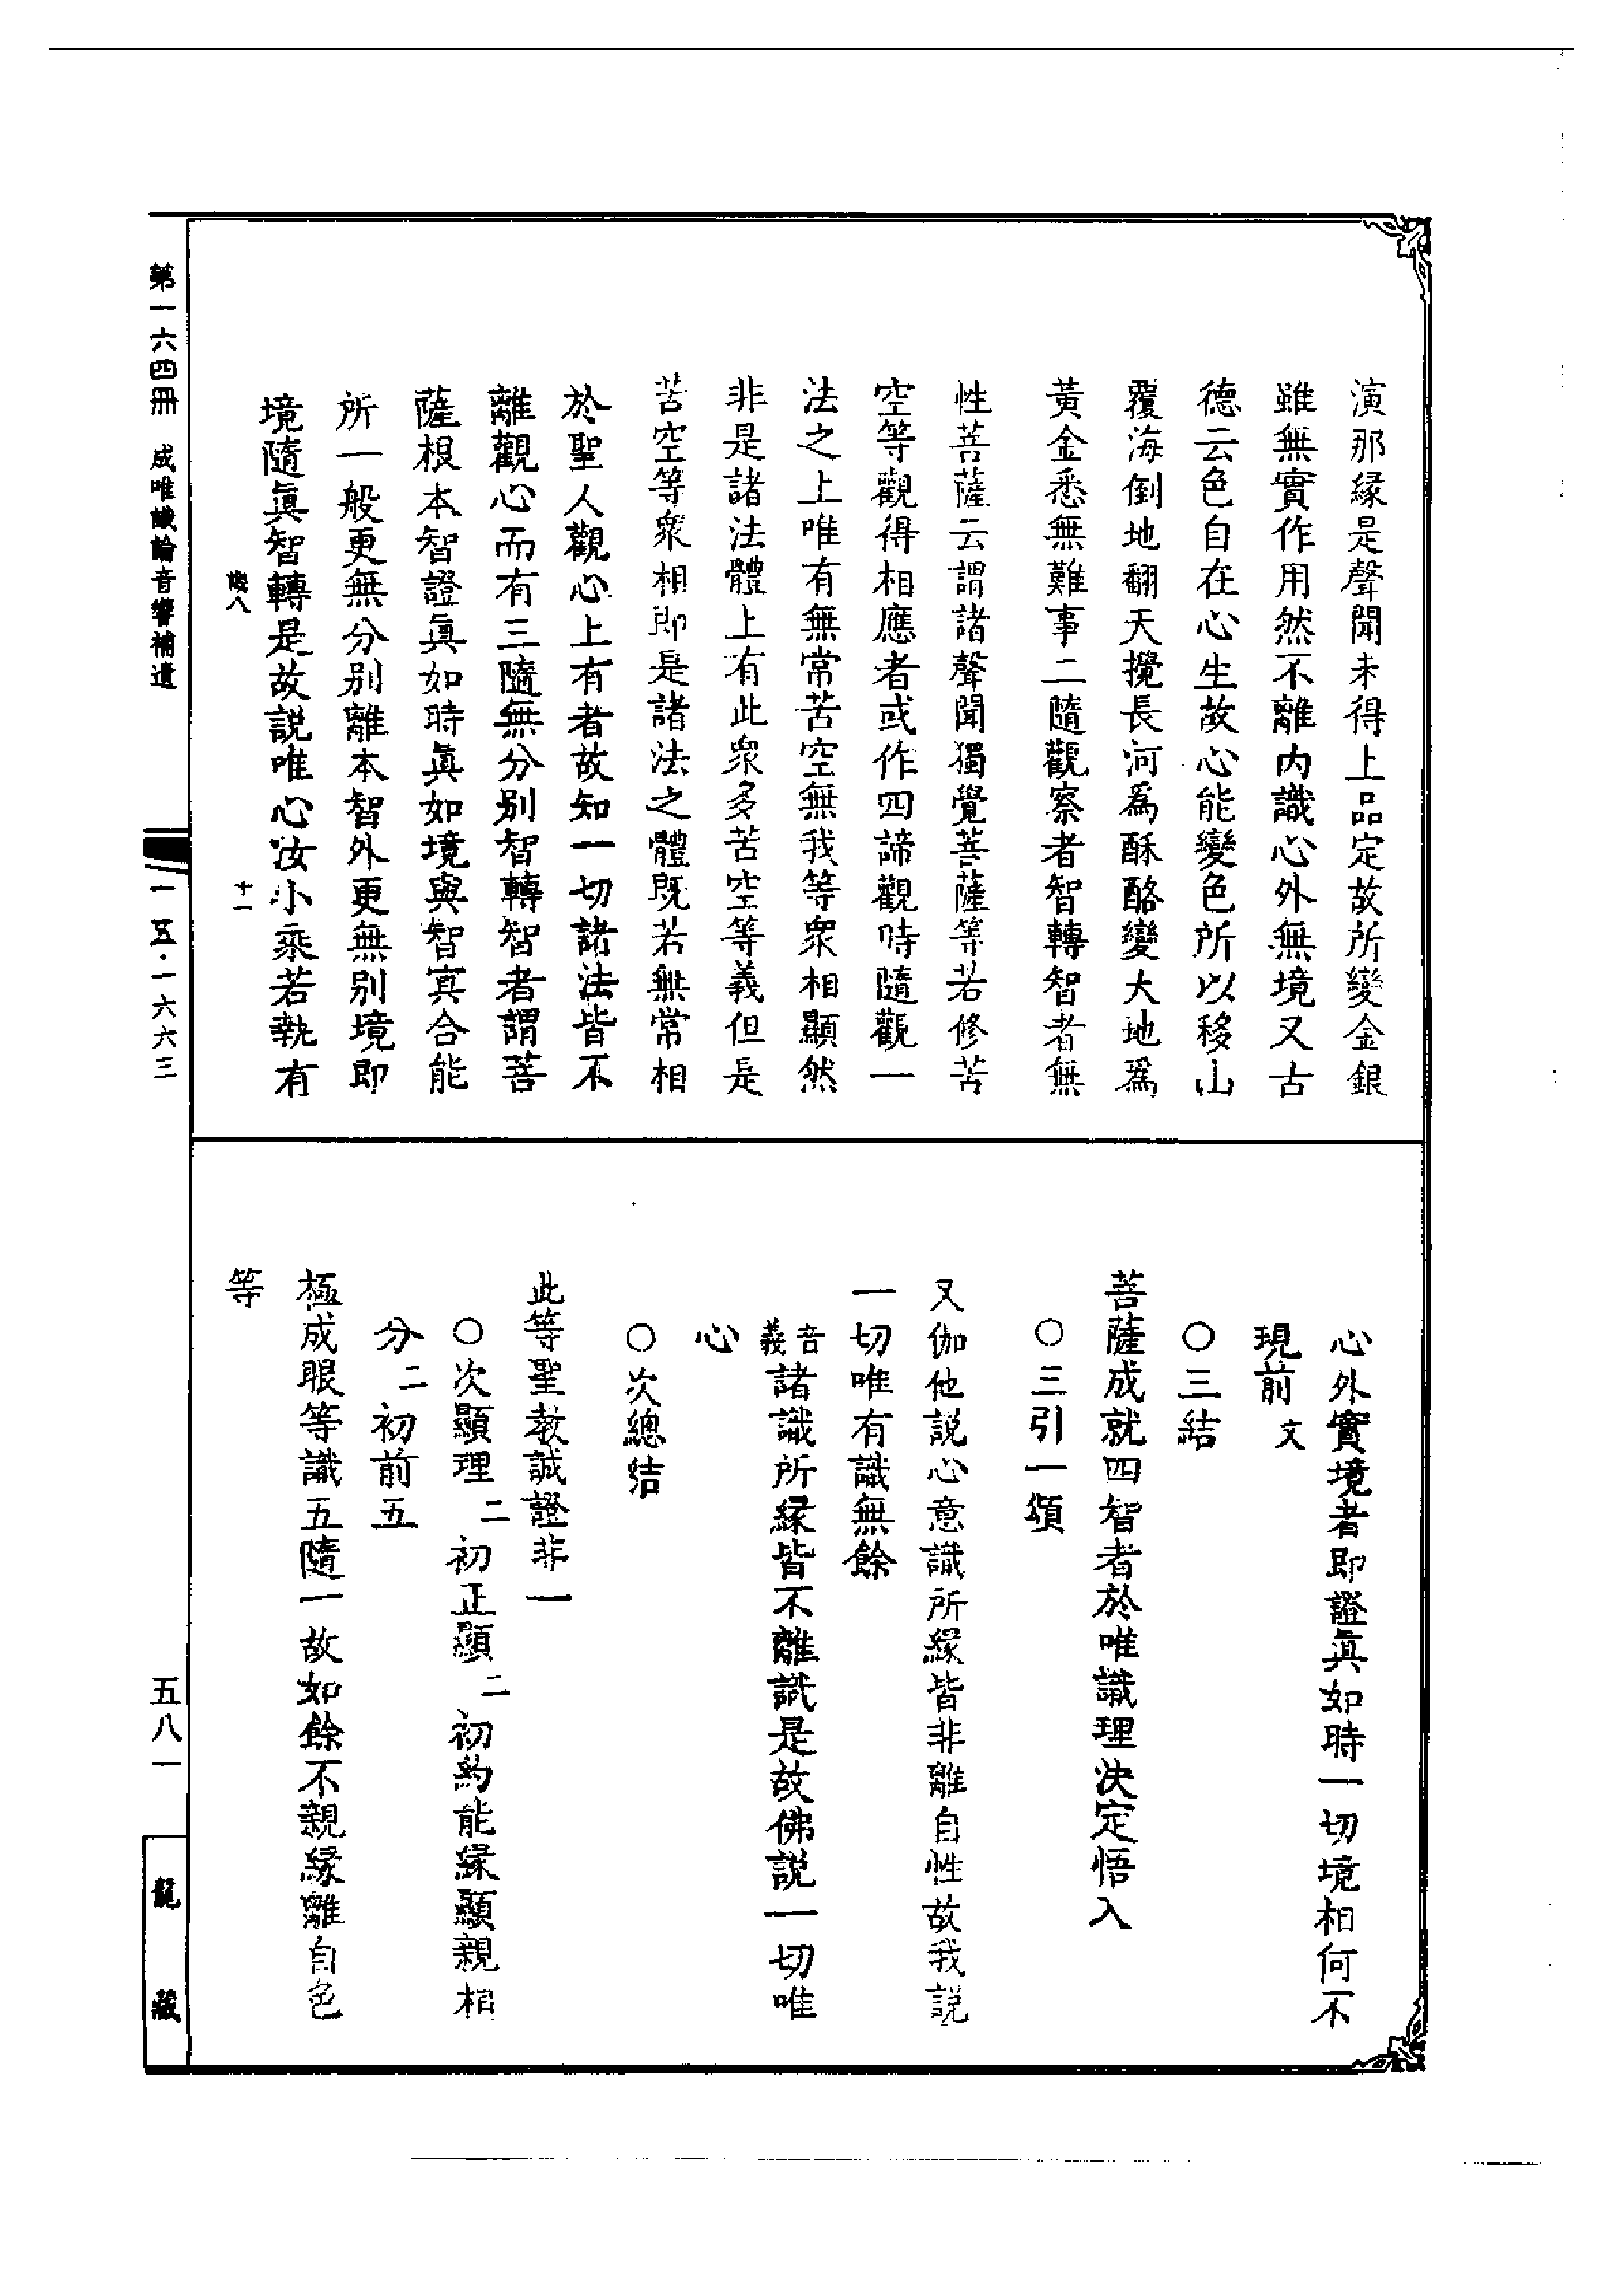 演那緣是聲聞未得上品定故所變金銀
雖無實作用然不離內識心外無境又古
德云色自在心生故心能變色所以移山
覆海倒地翻天攪長河爲酥酪變大地爲
黃金悉無難事二隨觀察者智轉智者無
性菩薩云謂諸聲聞獨覺菩薩等若修苦
空等觀得相應者或作四諦觀時隨觀一
法之上唯有無常苦空無我等衆相顯然
非是諸法體上有此衆多苦空等義但是
苦空等衆相即是諸法之體既若無常相
於聖人觀心上有者故知一切諸法皆不
離觀心而有三隨無分別智轉智者謂菩
薩根本智證眞如時眞如境與智冥合能
所一般更無分別離本智外更無別境即
境隨眞智轉是故説唯心汝小乘若執有
心外實境者即證眞如時一切境相何不
現前 文
○三結
菩薩成就四智者於唯識理決定悟入
○三引一頌
又伽他説心意識所緣皆非離自性故我説
一切唯有識無餘
音義諸識所緣皆不離識是故佛説一切唯
心
○次總結
此等聖教誠證非一
○次顯理二初正顯二初約能緣顯親相
分二初前五
極成眼等識五隨一故如餘不親緣離自色
等
第一六四冊 成唯識論音響補遺
十一
一五·一六六三
五八一
龍藏